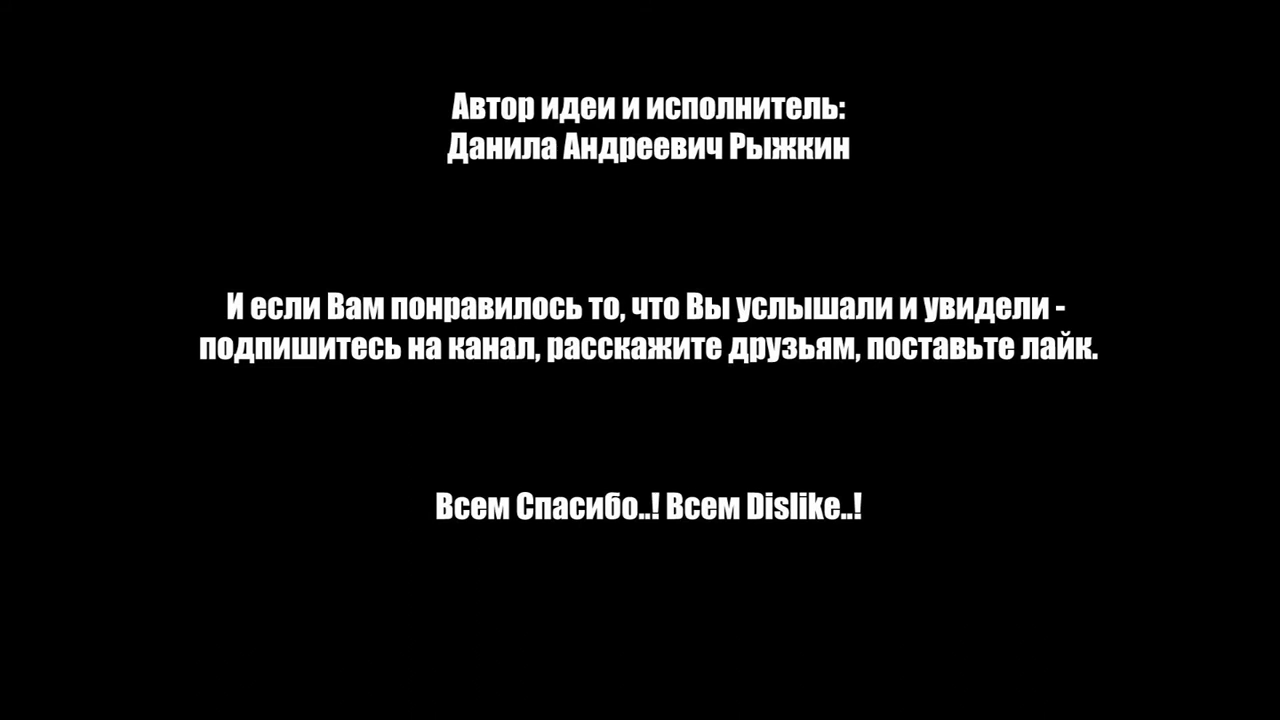 Автор идеи и исполнитель:
Данила Андреевич Рыжкин
И если Вам понравилось то, что Вы услышали и увидели -
подпишитесь на канал, расскажите друзьям, поставьте лайк.
Всем Спасибо..! Всем Dislike..!